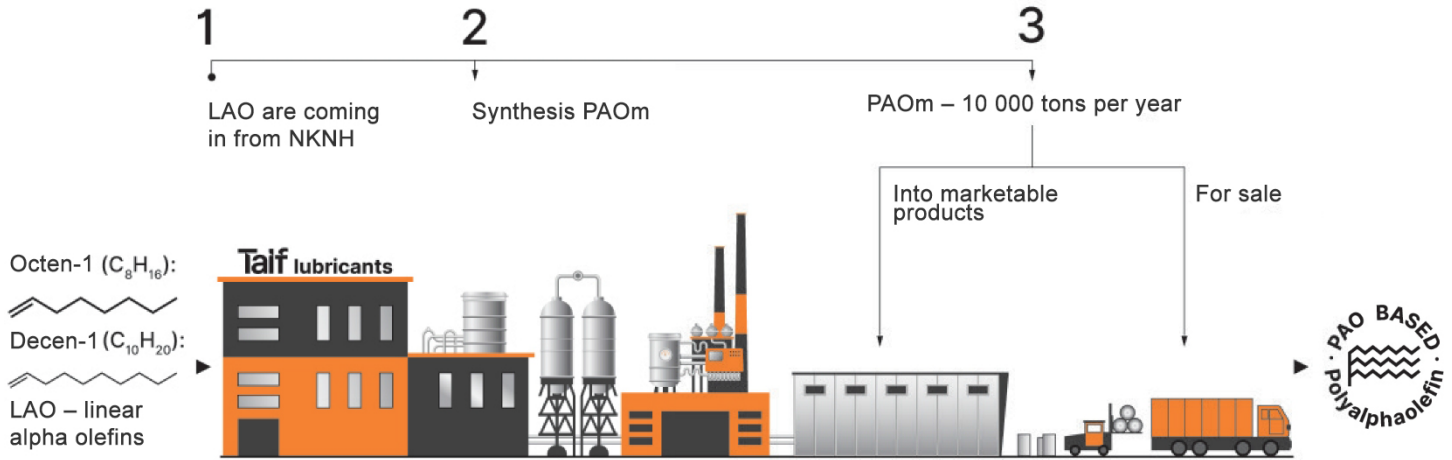 1
2
3
LAO are coming
in from NKNH
Synthesis PAOm
PAOm – 10 000 tons per year
Into marketable
products
For sale
Octen-1 (C₈H₁₆):
Decen-1 (C₁₀H₂₀):
LAO – linear
alpha olefins
Taif lubricants
· PAO BASED ·
Polyalphaolefin